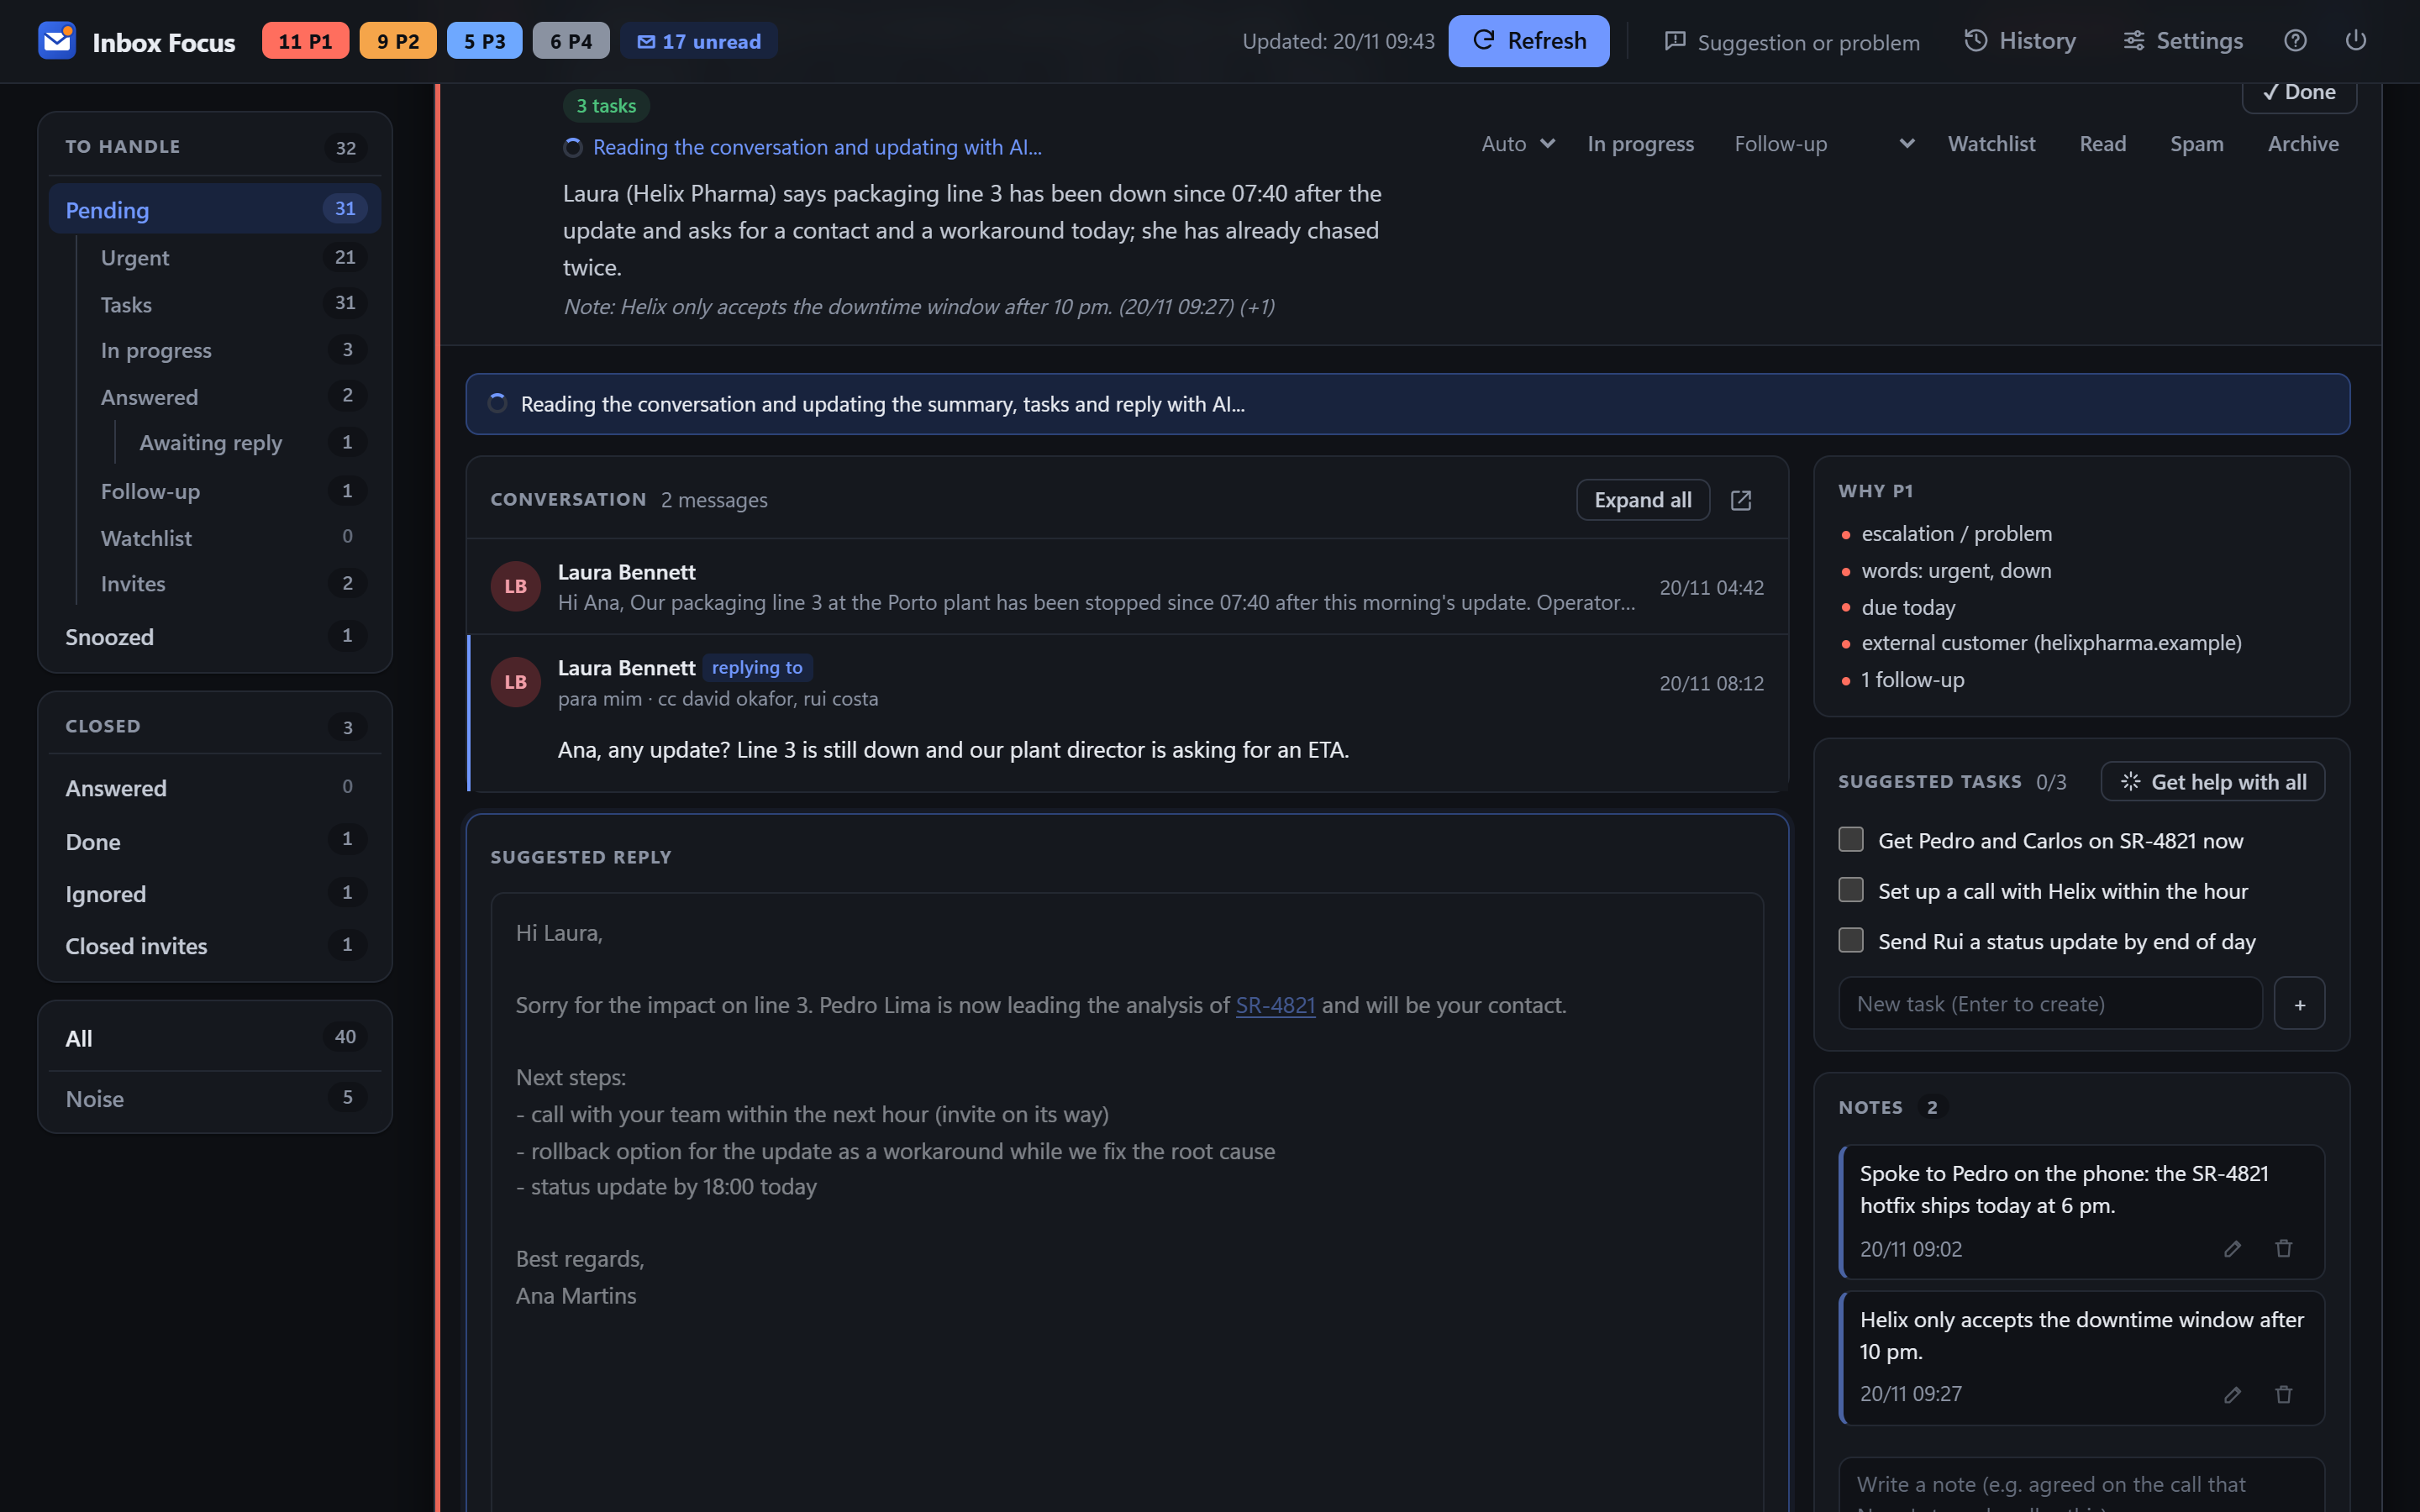 Inbox Focus
11 P1
9 P2
5 P3
6 P4
17 unread
Updated: 20/11 09:43
Refresh
Suggestion or problem
History
Settings
TO HANDLE 32
Pending 31
Urgent 21
Tasks 31
In progress 3
Answered 2
Awaiting reply 1
Follow-up 1
Watchlist 0
Invites 2
Snoozed 1
CLOSED 3
Answered 0
Done 1
Ignored 1
Closed invites 1
All 40
Noise 5
3 tasks
✓ Done
Reading the conversation and updating with AI...
Auto
In progress
Follow-up
Watchlist
Read
Spam
Archive
Laura (Helix Pharma) says packaging line 3 has been down since 07:40 after the
update and asks for a contact and a workaround today; she has already chased
twice.
Note: Helix only accepts the downtime window after 10 pm. (20/11 09:27) (+1)
Reading the conversation and updating the summary, tasks and reply with AI...
CONVERSATION 2 messages
Expand all
LB
Laura Bennett
Hi Ana, Our packaging line 3 at the Porto plant has been stopped since 07:40 after this morning's update. Operator...
20/11 04:42
LB
Laura Bennett replying to
para mim · cc david okafor, rui costa
20/11 08:12
Ana, any update? Line 3 is still down and our plant director is asking for an ETA.
SUGGESTED REPLY
Hi Laura,
Sorry for the impact on line 3. Pedro Lima is now leading the analysis of SR-4821 and will be your contact.
Next steps:
- call with your team within the next hour (invite on its way)
- rollback option for the update as a workaround while we fix the root cause
- status update by 18:00 today
Best regards,
Ana Martins
WHY P1
escalation / problem
words: urgent, down
due today
external customer (helixpharma.example)
1 follow-up
SUGGESTED TASKS 0/3
Get help with all
Get Pedro and Carlos on SR-4821 now
Set up a call with Helix within the hour
Send Rui a status update by end of day
New task (Enter to create)
+
NOTES 2
Spoke to Pedro on the phone: the SR-4821
hotfix ships today at 6 pm.
20/11 09:02
Helix only accepts the downtime window after
10 pm.
20/11 09:27
Write a note (e.g. agreed on the call that